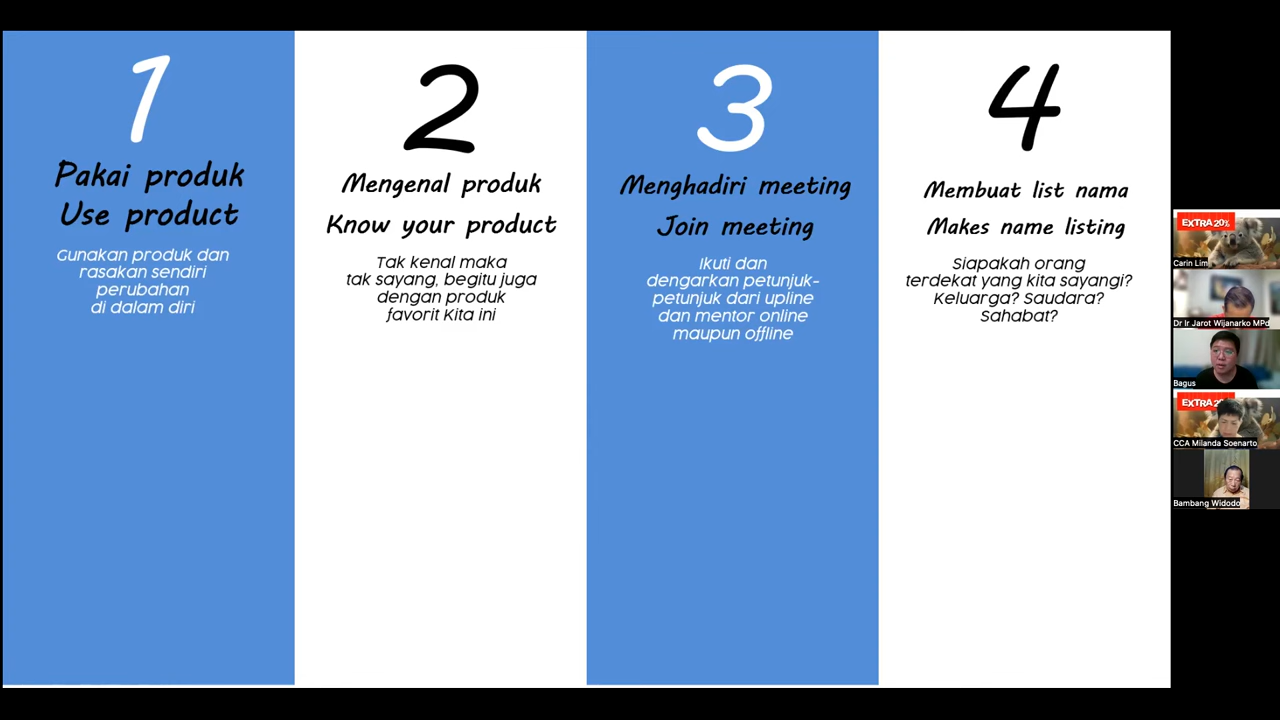 1
Pakai produk
Use product
Gunakan produk dan
rasakan sendiri
perubahan
di dalam diri
2
Mengenal produk
Know your product
Tak kenal maka
tak sayang, begitu juga
dengan produk
favorit Kita ini
3
Menghadiri meeting
Join meeting
Ikuti dan
dengarkan petunjuk-
petunjuk dari upline
dan mentor online
maupun offline
4
Membuat list nama
Makes name listing
Siapakah orang
terdekat yang kita sayangi?
Keluarga? Saudara?
Sahabat?
EXTRA 20%
Carin Lim
Dr Ir Jarot Wijanarko MPd
Bagus
EXTRA 2
CCA Milanda Soenarto
Bambang Widodo